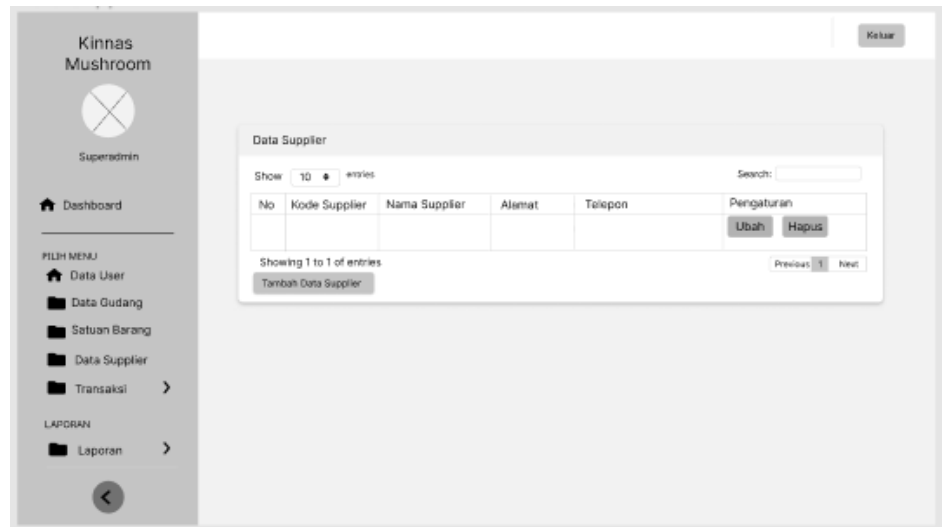 Kinnas
Mushroom
Superadmin
Dashboard
PILIH MENU
Data User
Data Gudang
Satuan Barang
Data Supplier
Transaksi
LAPORAN
Laporan
Keluar
Data Supplier
Show 10 entries
Search:
No Kode Supplier Nama Supplier Alamat Telepon Pengaturan
Ubah Hapus
Showing 1 to 1 of entries
Previous 1 Next
Tambah Data Supplier